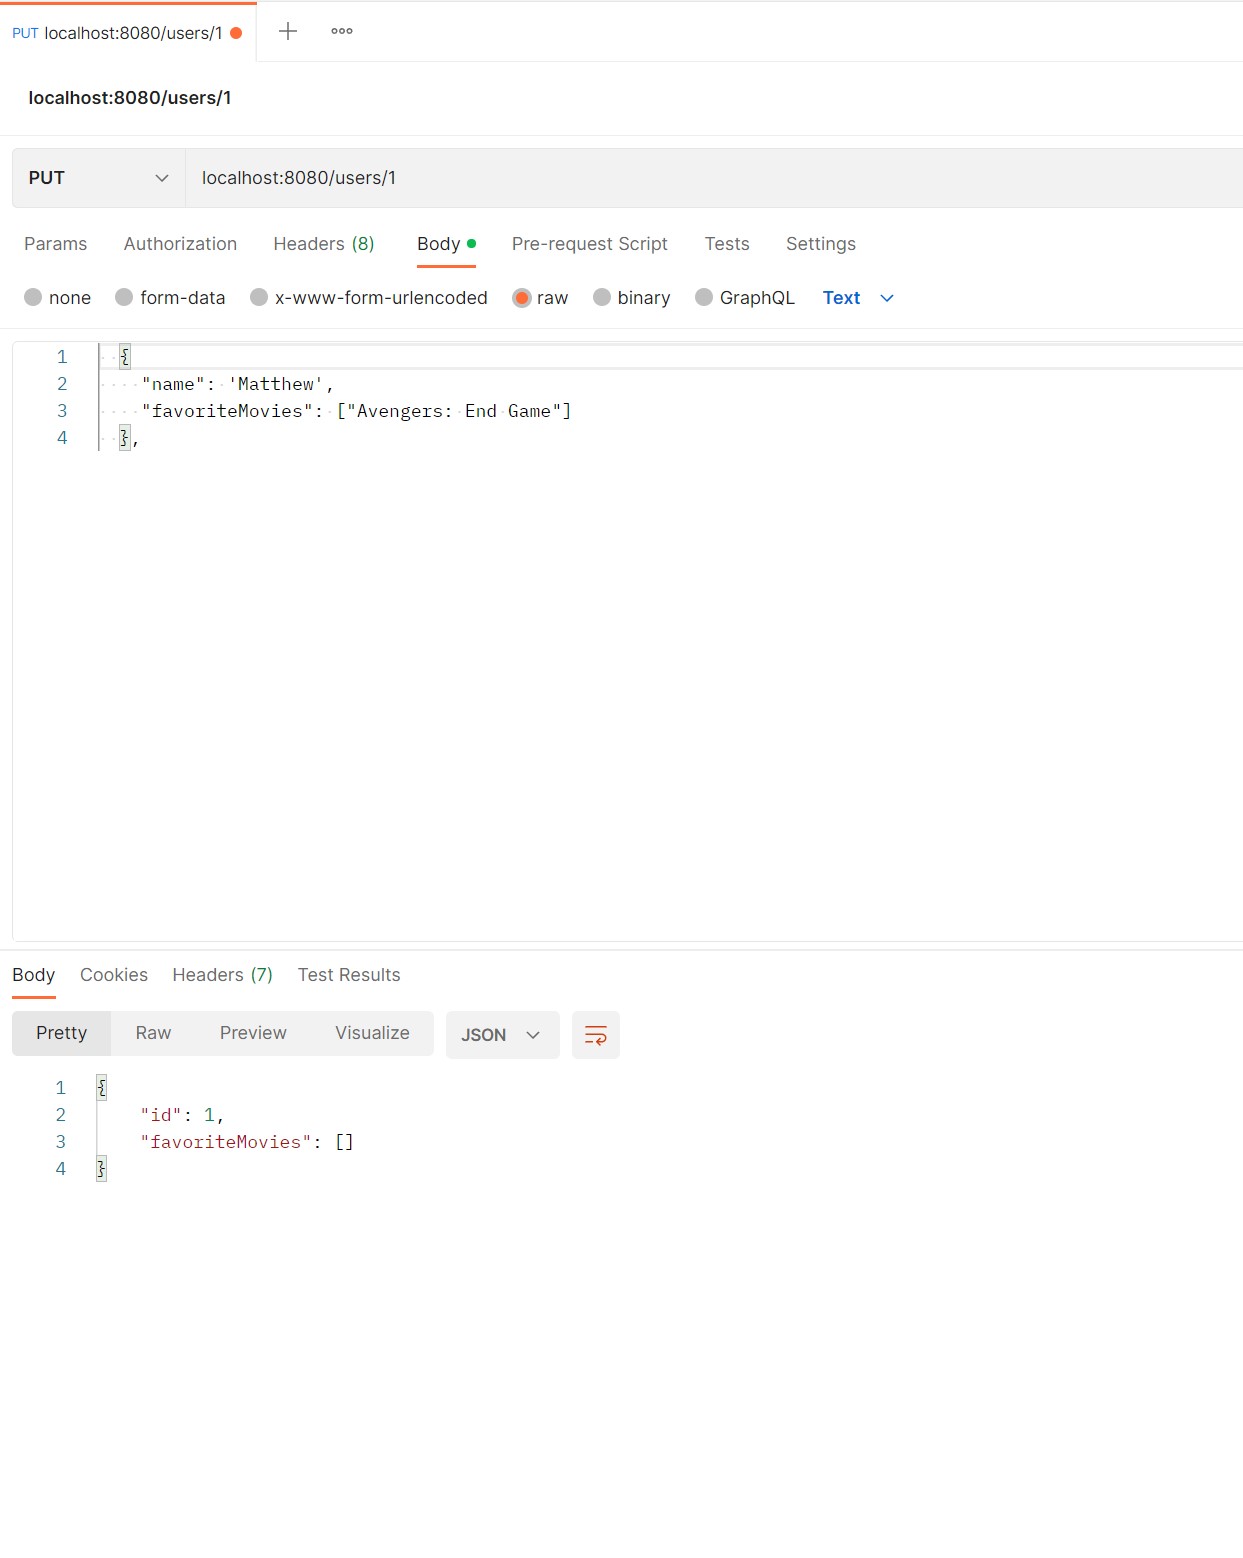 PUT localhost:8080/users/1
localhost:8080/users/1
PUT localhost:8080/users/1
Params Authorization Headers (8) Body Pre-request Script Tests Settings
none form-data x-www-form-urlencoded raw binary GraphQL Text
1 {
2 "name": 'Matthew',
3 "favoriteMovies": ["Avengers: End Game"]
4 },
Body Cookies Headers (7) Test Results
Pretty Raw Preview Visualize JSON
1 {
2 "id": 1,
3 "favoriteMovies": []
4 }